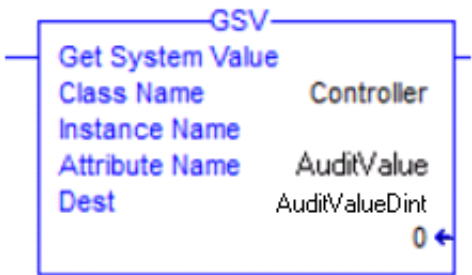 GSV
Get System Value
Class Name Controller
Instance Name
Attribute Name AuditValue
Dest AuditValueDint
0